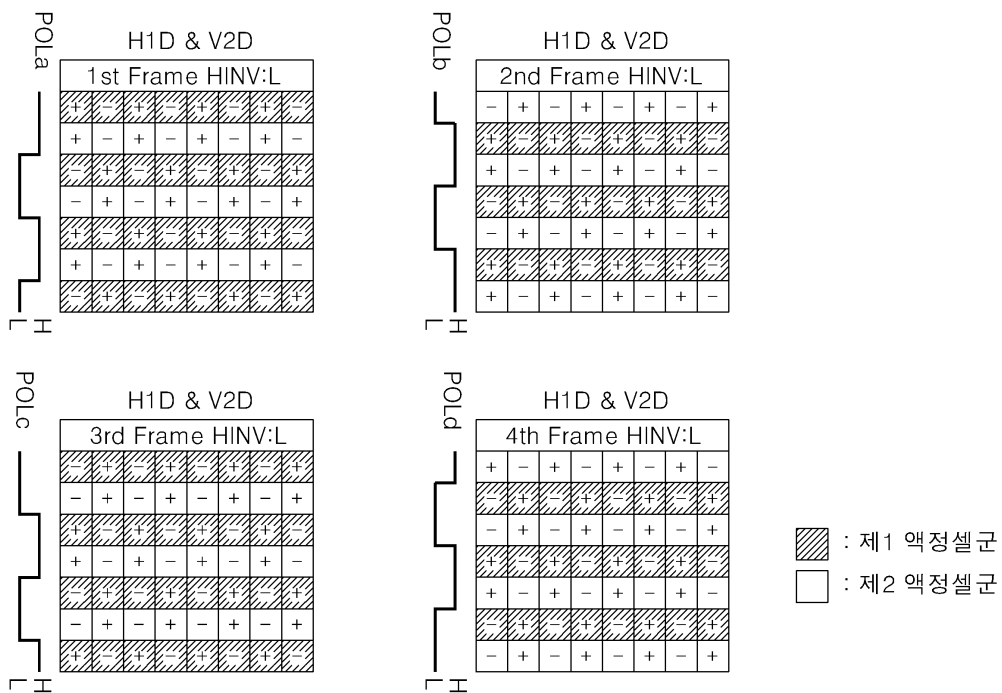 POLa
H1D & V2D
1st Frame HINV:L
+ − + − + − + −
+ − + − + − + −
− + − + − + − +
− + − + − + − +
+ − + − + − + −
+ − + − + − + −
− + − + − + − +
H
L
POLb
H1D & V2D
2nd Frame HINV:L
− + − + − + − +
+ − + − + − + −
+ − + − + − + −
− + − + − + − +
− + − + − + − +
+ − + − + − + −
+ − + − + − + −
H
L
POLc
H1D & V2D
3rd Frame HINV:L
− + − + − + − +
− + − + − + − +
+ − + − + − + −
+ − + − + − + −
− + − + − + − +
− + − + − + − +
+ − + − + − + −
H
L
POLd
H1D & V2D
4th Frame HINV:L
+ − + − + − + −
− + − + − + − +
− + − + − + − +
+ − + − + − + −
+ − + − + − + −
− + − + − + − +
− + − + − + − +
H
L
: 제1 액정셀군
: 제2 액정셀군